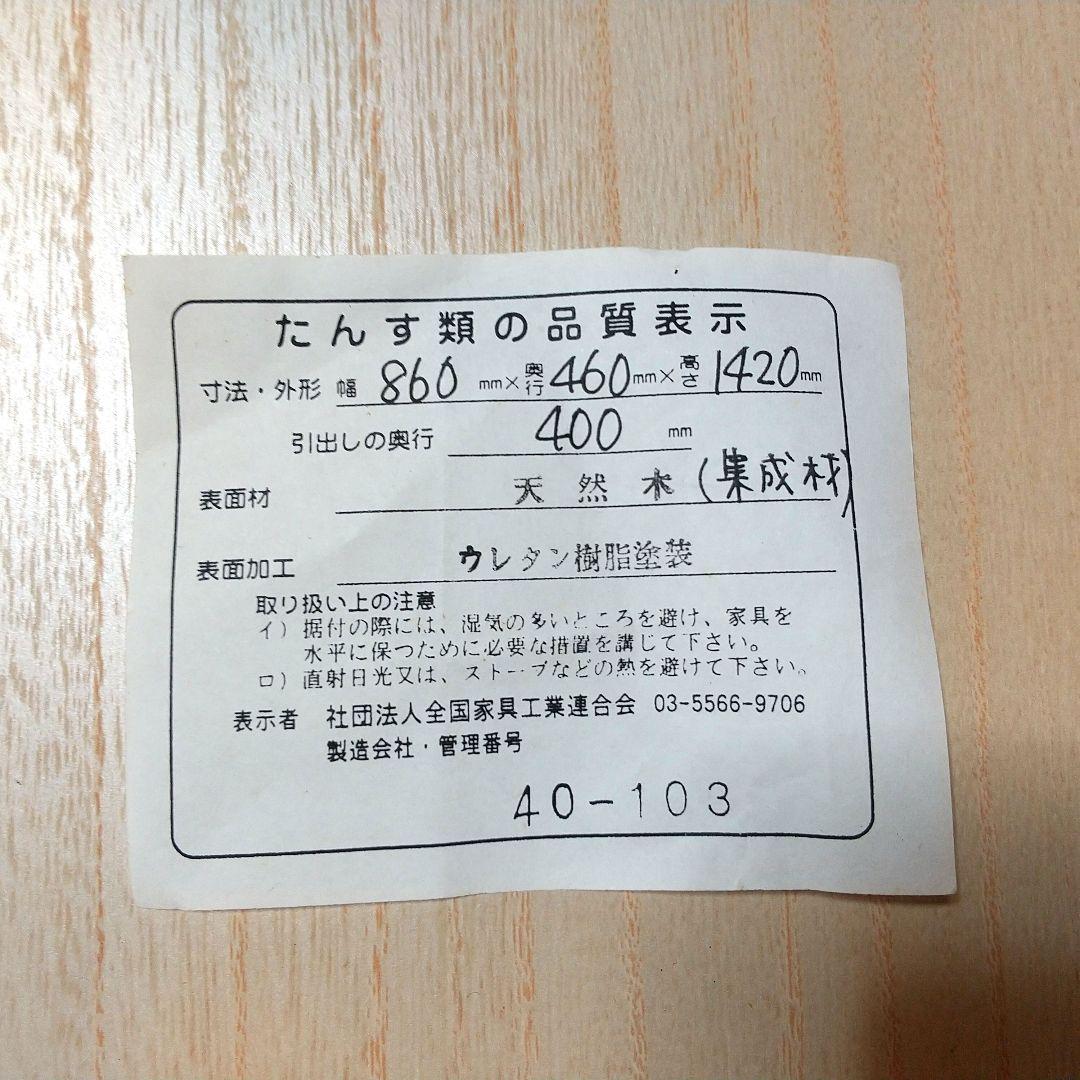 たんす類の品質表示
寸法・外形 幅 860 mm×奥行 460mm×高さ 1420mm
引出しの奥行 400 mm
表面材 天然木(集成材)
表面加工 ウレタン樹脂塗装
取り扱い上の注意
イ）据付の際には、湿気の多いところを避け、家具を
水平に保つために必要な措置を講じて下さい。
ロ）直射日光又は、ストーブなどの熱を避けて下さい。
表示者 社団法人全国家具工業連合会 03-5566-9706
製造会社・管理番号
40-103